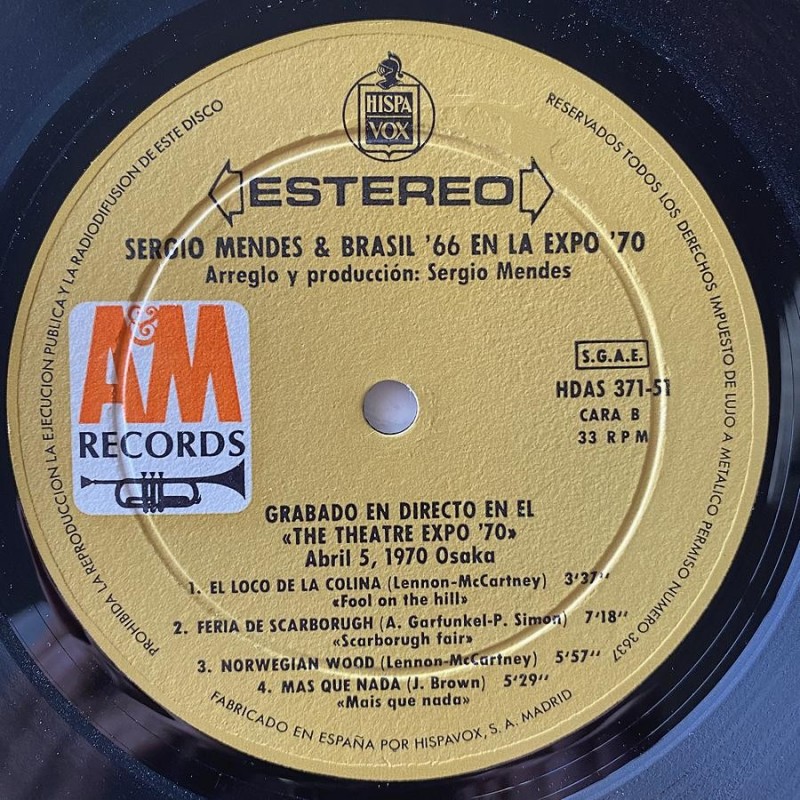 HISPA
VOX
ESTEREO
SERGIO MENDES & BRASIL '66 EN LA EXPO '70
Arreglo y producción: Sergio Mendes
A&M
RECORDS
S.G.A.E.
HDAS 371-51
CARA B
33 RPM
GRABADO EN DIRECTO EN EL
«THE THEATRE EXPO '70»
Abril 5, 1970 Osaka
1. EL LOCO DE LA COLINA (Lennon-McCartney) 3'37''
«Fool on the hill»
2. FERIA DE SCARBORUGH (A. Garfunkel-P. Simon) 7'18''
«Scarborugh fair»
3. NORWEGIAN WOOD (Lennon-McCartney) 5'57''
4. MAS QUE NADA (J. Brown) 5'29''
«Mais que nada»
FABRICADO EN ESPAÑA POR HISPAVOX, S. A. MADRID
PROHIBIDA LA REPRODUCCION LA EJECUCION PUBLICA Y LA RADIODIFUSION DE ESTE DISCO
RESERVADOS TODOS LOS DERECHOS IMPUESTO DE LUJO A METALICO PERMISO NUMERO 3637